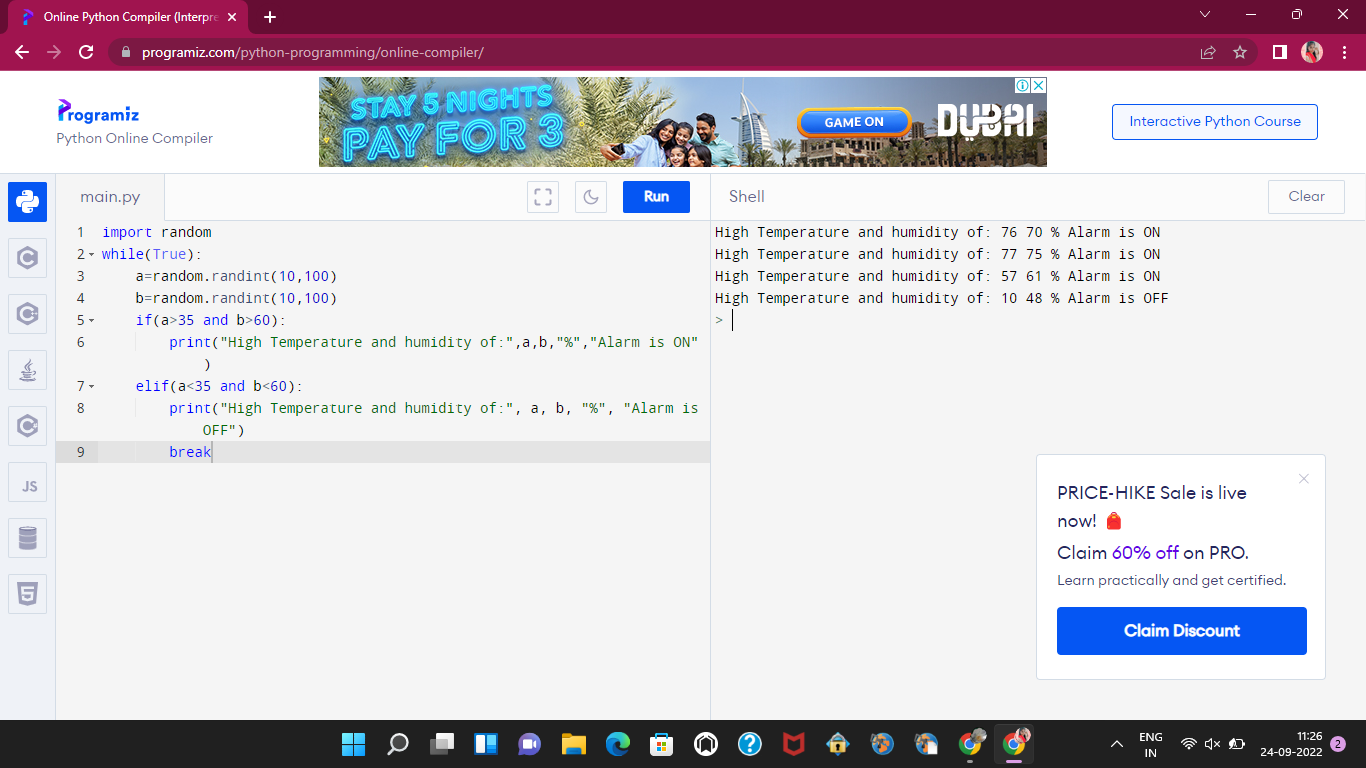 Online Python Compiler (Interpre
programiz.com/python-programming/online-compiler/
Programiz
Python Online Compiler
STAY 5 NIGHTS
PAY FOR 3
GAME ON
DUBAI
Interactive Python Course
main.py
Run
Shell
Clear
1 import random
2 while(True):
3 a=random.randint(10,100)
4 b=random.randint(10,100)
5 if(a>35 and b>60):
6 print("High Temperature and humidity of:",a,b,"%","Alarm is ON"
)
7 elif(a<35 and b<60):
8 print("High Temperature and humidity of:", a, b, "%", "Alarm is
OFF")
9 break
High Temperature and humidity of: 76 70 % Alarm is ON
High Temperature and humidity of: 77 75 % Alarm is ON
High Temperature and humidity of: 57 61 % Alarm is ON
High Temperature and humidity of: 10 48 % Alarm is OFF
>
JS
PRICE-HIKE Sale is live
now!
Claim 60% off on PRO.
Learn practically and get certified.
Claim Discount
ENG
IN
11:26
24-09-2022
2